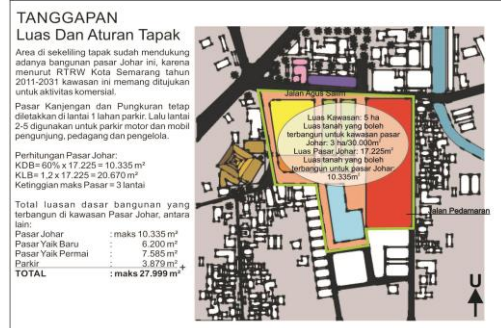 TANGGAPAN
Luas Dan Aturan Tapak
Area di sekeliling tapak sudah mendukung
adanya bangunan pasar Johar ini, karena
menurut RTRW Kota Semarang tahun
2011-2031 kawasan ini memang ditujukan
untuk aktivitas komersial.
Pasar Kanjengan dan Pungkuran tetap
diletakkan di lantai 1 lahan parkir. Lalu lantai
2-5 digunakan untuk parkir motor dan mobil
pengunjung, pedagang dan pengelola.
Perhitungan Pasar Johar:
KDB= 60% x 17.225 = 10.335 m²
KLB= 1,2 x 17.225 = 20.670 m²
Ketinggian maks Pasar = 3 lantai
Total luasan dasar bangunan yang
terbangun di kawasan Pasar Johar, antara
lain:
Pasar Johar : maks 10.335 m²
Pasar Yaik Baru : 6.200 m²
Pasar Yaik Permai : 7.585 m²
Parkir : 3.879 m² +
TOTAL : maks 27.999 m²
Jalan Agus Salim
Luas Kawasan: 5 ha
Luas tanah yang boleh
terbangun untuk kawasan pasar
Johar: 3 ha/30.000m²
Luas Pasar Johar: 17.225m²
Luas tanah yang boleh
terbangun untuk pasar Johar:
10.335m²
Jalan Pedamaran
U